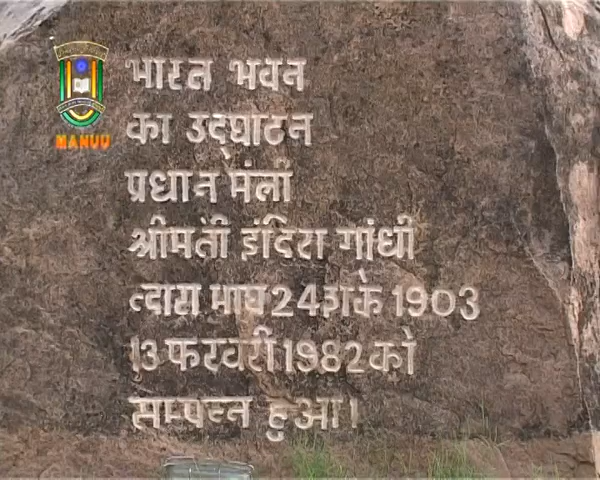 MANUU
भारत भवन
का उद्घाटन
प्रधान मंत्री
श्रीमती इंदिरा गांधी
द्वारा माघ 24 शके 1903
13 फरवरी 1982 को
सम्पन्न हुआ।